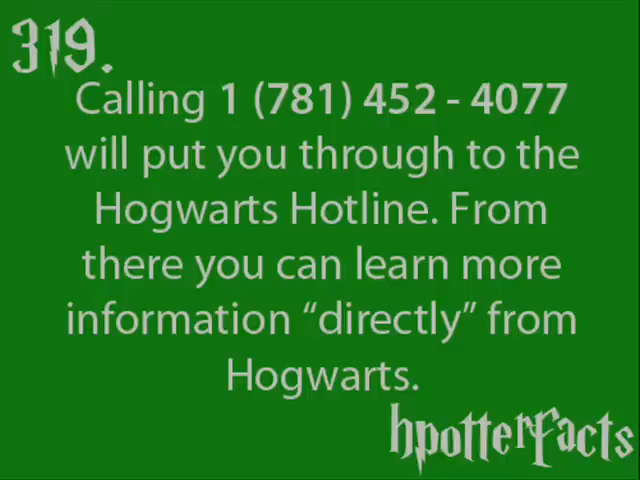 319.
Calling 1 (781) 452 - 4077
will put you through to the
Hogwarts Hotline. From
there you can learn more
information “directly” from
Hogwarts.
hpotterfacts